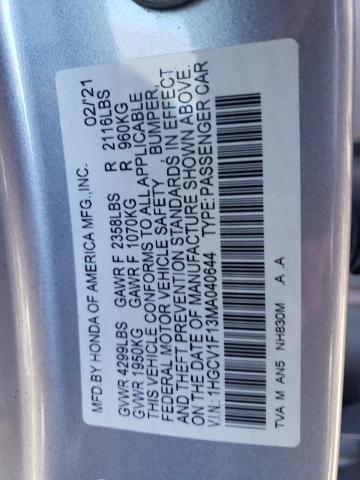 MFD.BY HONDA OF AMERICA MFG.,INC. 02/'21
GVWR 4299LBS GAWR F 2358LBS R 2116LBS
GVWR 1950KG GAWR F 1070KG R 960KG
THIS VEHICLE CONFORMS TO ALL APPLICABLE
FEDERAL MOTOR VEHICLE SAFETY , BUMPER,
AND THEFT PREVENTION STANDARDS IN EFFECT
ON THE DATE OF MANUFACTURE SHOWN ABOVE.
V.I.N.: 1HGCV1F13MA040644 TYPE:PASSENGER CAR
TVA M AN5 NH830M .A .A